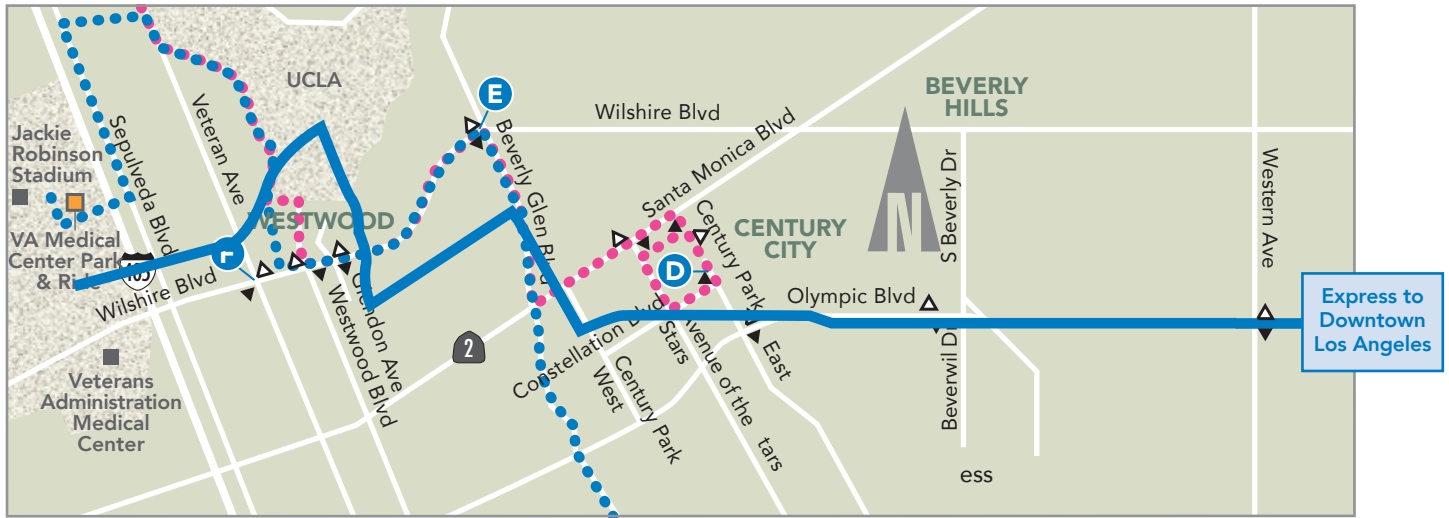 UCLA
E
BEVERLY
HILLS
Wilshire Blvd
Santa Monica Blvd
Jackie
Robinson
Stadium
Sepulveda Blvd
Veteran Ave
Beverly Glen Blvd
S Beverly Dr
Western Ave
N
WESTWOOD
CENTURY
CITY
Century Park
East
VA Medical
Center Park
& Ride
405
F
D
Wilshire Blvd
Olympic Blvd
Express to
Downtown
Los Angeles
Glendon Ave
Westwood Blvd
2
Constellation Blvd
Avenue of the
Stars
tars
Century Park
West
Beverwil Dr
Veterans
Administration
Medical
Center
ess